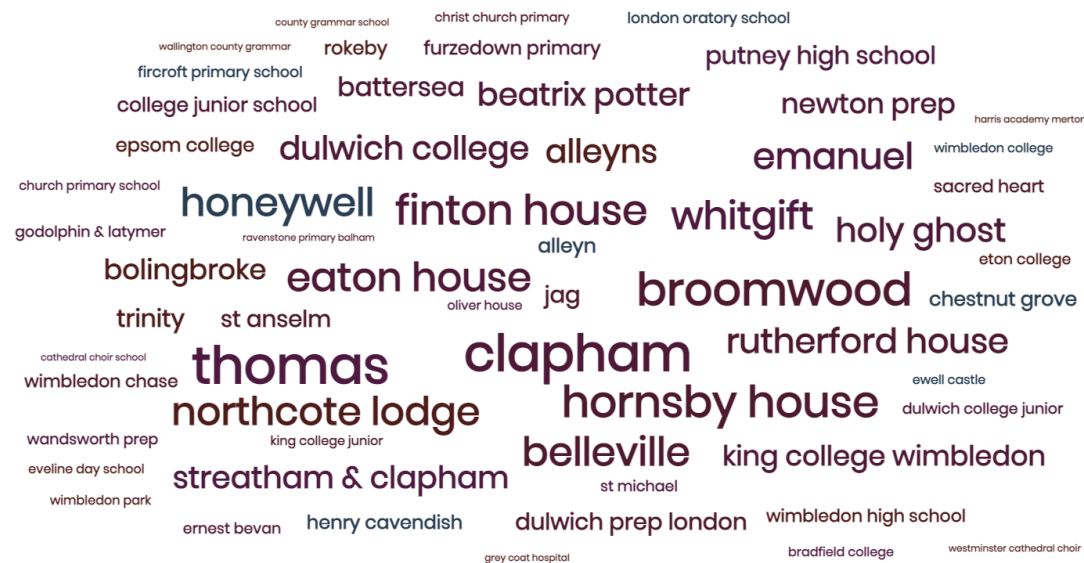 county grammar school
christ church primary
london oratory school
wallington county grammar
rokeby
furzedown primary
putney high school
fircroft primary school
battersea
beatrix potter
college junior school
newton prep
harris academy merton
epsom college
dulwich college
alleyns
emanuel
wimbledon college
church primary school
honeywell
finton house
whitgift
sacred heart
godolphin & latymer
ravenstone primary balham
alleyn
holy ghost
eton college
bolingbroke
eaton house
oliver house
jag
broomwood
chestnut grove
trinity
st anselm
rutherford house
cathedral choir school
wimbledon chase
thomas
clapham
ewell castle
northcote lodge
hornsby house
dulwich college junior
wandsworth prep
king college junior
belleville
king college wimbledon
eveline day school
streatham & clapham
st michael
wimbledon park
ernest bevan
henry cavendish
dulwich prep london
wimbledon high school
grey coat hospital
bradfield college
westminster cathedral choir